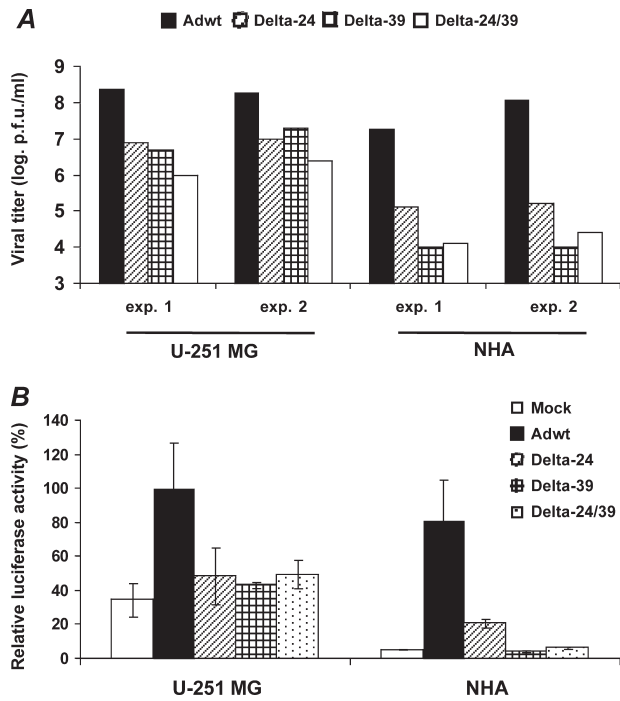 A
Adwt Delta-24 Delta-39 Delta-24/39
Viral titer (log. p.f.u./ml)
9
8
7
6
5
4
3
exp. 1 exp. 2 exp. 1 exp. 2
U-251 MG NHA
B
Relative luciferase activity (%)
140
120
100
80
60
40
20
0
Mock
Adwt
Delta-24
Delta-39
Delta-24/39
U-251 MG NHA